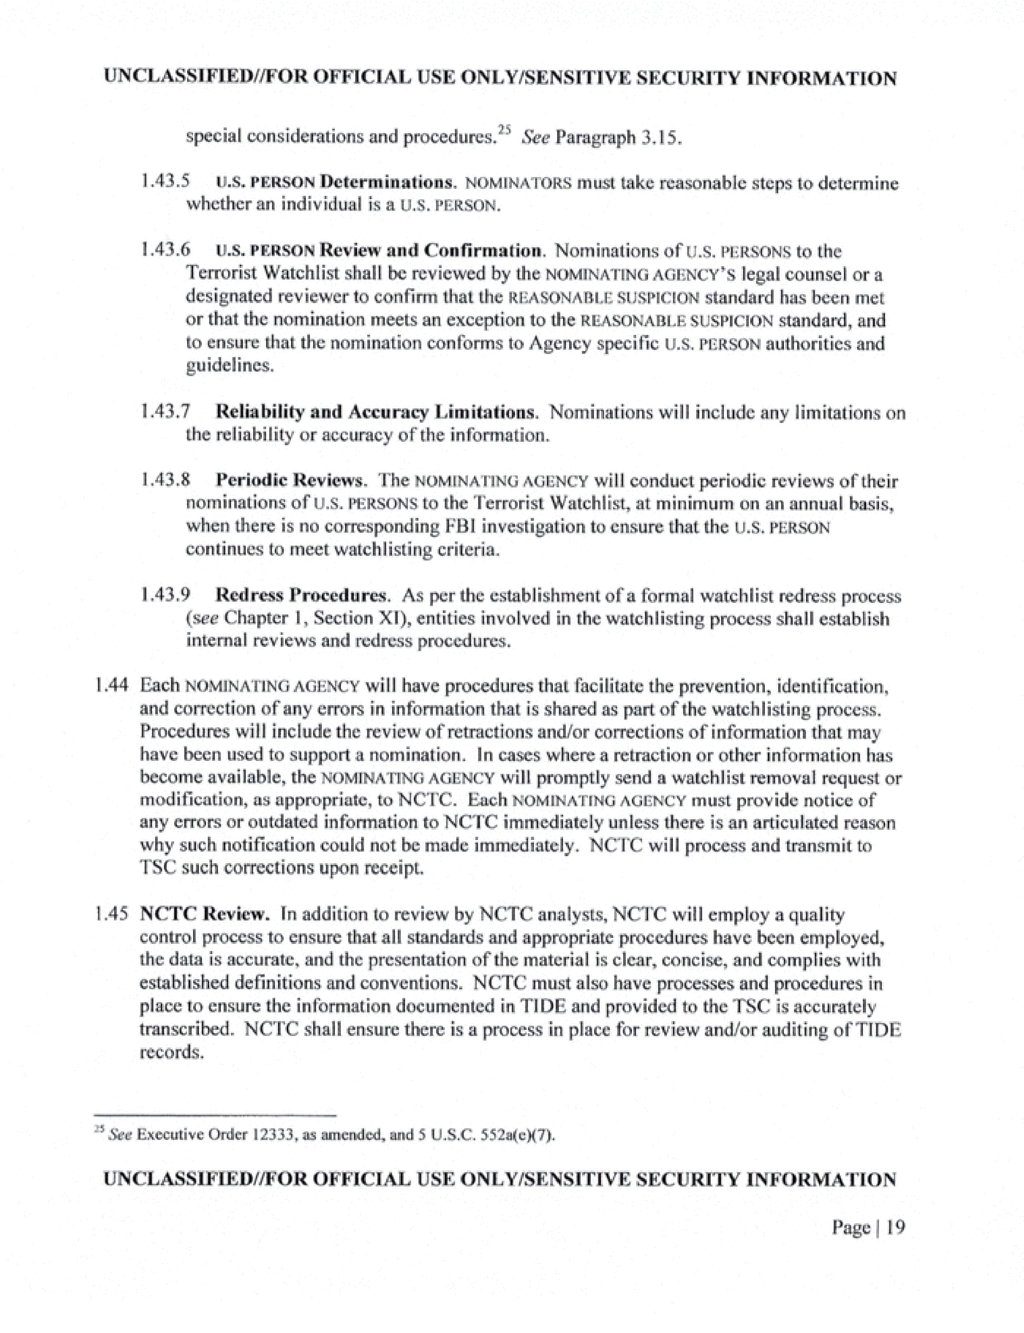 UNCLASSIFIED//FOR OFFICIAL USE ONLY/SENSITIVE SECURITY INFORMATION
special considerations and procedures.25 See Paragraph 3.15.
1.43.5 U.S. PERSON Determinations. NOMINATORS must take reasonable steps to determine
whether an individual is a U.S. PERSON.
1.43.6 U.S. PERSON Review and Confirmation. Nominations of U.S. PERSONS to the
Terrorist Watchlist shall be reviewed by the NOMINATING AGENCY'S legal counsel or a
designated reviewer to confirm that the REASONABLE SUSPICION standard has been met
or that the nomination meets an exception to the REASONABLE SUSPICION standard, and
to ensure that the nomination conforms to Agency specific U.S. PERSON authorities and
guidelines.
1.43.7 Reliability and Accuracy Limitations. Nominations will include any limitations on
the reliability or accuracy of the information.
1.43.8 Periodic Reviews. The NOMINATING AGENCY will conduct periodic reviews of their
nominations of U.S. PERSONS to the Terrorist Watchlist, at minimum on an annual basis,
when there is no corresponding FBI investigation to ensure that the U.S. PERSON
continues to meet watchlisting criteria.
1.43.9 Redress Procedures. As per the establishment of a formal watchlist redress process
(see Chapter 1, Section XI), entities involved in the watchlisting process shall establish
internal reviews and redress procedures.
1.44 Each NOMINATING AGENCY will have procedures that facilitate the prevention, identification,
and correction of any errors in information that is shared as part of the watchlisting process.
Procedures will include the review of retractions and/or corrections of information that may
have been used to support a nomination. In cases where a retraction or other information has
become available, the NOMINATING AGENCY will promptly send a watchlist removal request or
modification, as appropriate, to NCTC. Each NOMINATING AGENCY must provide notice of
any errors or outdated information to NCTC immediately unless there is an articulated reason
why such notification could not be made immediately. NCTC will process and transmit to
TSC such corrections upon receipt.
1.45 NCTC Review. In addition to review by NCTC analysts, NCTC will employ a quality
control process to ensure that all standards and appropriate procedures have been employed,
the data is accurate, and the presentation of the material is clear, concise, and complies with
established definitions and conventions. NCTC must also have processes and procedures in
place to ensure the information documented in TIDE and provided to the TSC is accurately
transcribed. NCTC shall ensure there is a process in place for review and/or auditing of TIDE
records.
25 See Executive Order 12333, as amended, and 5 U.S.C. 552a(e)(7).
UNCLASSIFIED//FOR OFFICIAL USE ONLY/SENSITIVE SECURITY INFORMATION
Page | 19